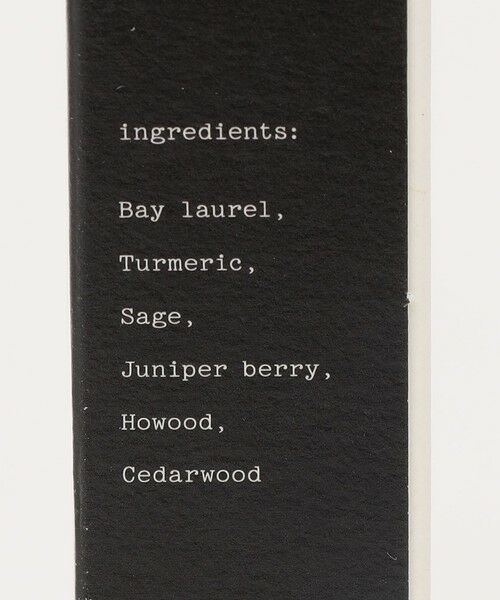 ingredients:
Bay laurel,
Turmeric,
Sage,
Juniper berry,
Howood,
Cedarwood